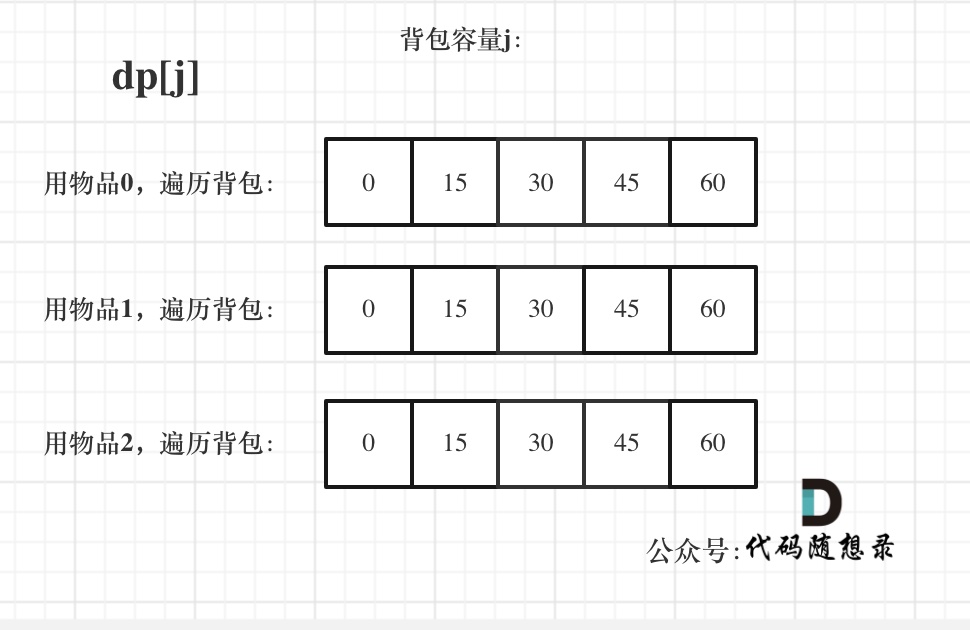 背包容量j:
dp[j]
用物品0，遍历背包: 0 15 30 45 60
用物品1，遍历背包: 0 15 30 45 60
用物品2，遍历背包: 0 15 30 45 60
D
公众号:代码随想录